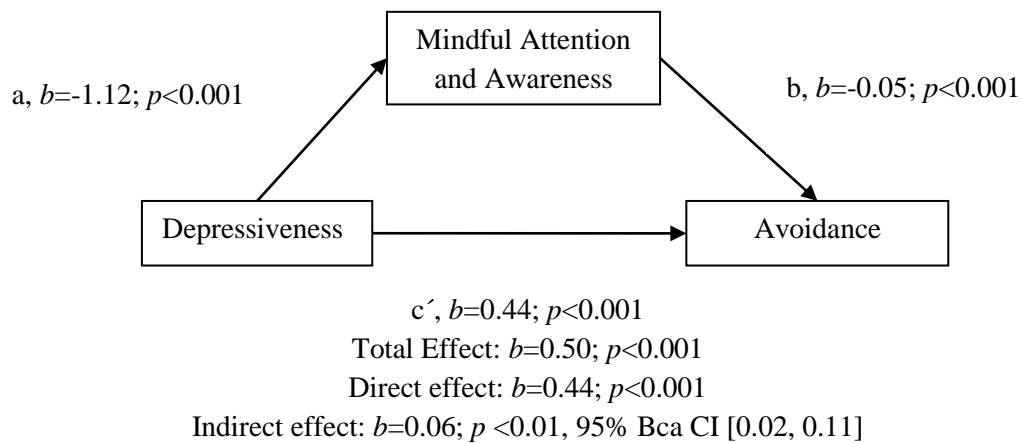 Mindful Attention
and Awareness
a, b=-1.12; p<0.001
b, b=-0.05; p<0.001
Depressiveness
Avoidance
c´, b=0.44; p<0.001
Total Effect: b=0.50; p<0.001
Direct effect: b=0.44; p<0.001
Indirect effect: b=0.06; p <0.01, 95% Bca CI [0.02, 0.11]